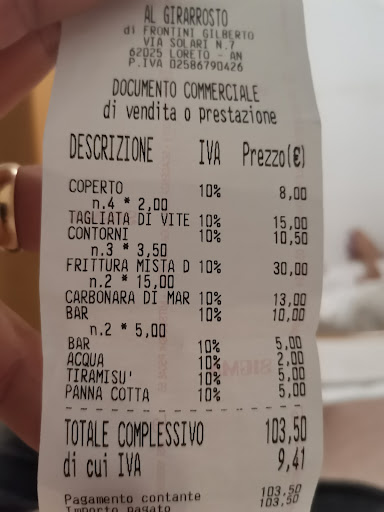 AL GIRARROSTO
di FRONTINI GILBERTO
VIA SOLARI N.7
62025 LORETO - AN
P.IVA 02586790426
DOCUMENTO COMMERCIALE
di vendita o prestazione
DESCRIZIONE IVA Prezzo(€)
COPERTO 10% 8,00
n.4 * 2,00
TAGLIATA DI VITE 10% 15,00
CONTORNI 10% 10,50
n.3 * 3,50
FRITTURA MISTA D 10% 30,00
n.2 * 15,00
CARBONARA DI MAR 10% 13,00
BAR 10% 10,00
n.2 * 5,00
BAR 10% 5,00
ACQUA 10% 2,00
TIRAMISU' 10% 5,00
PANNA COTTA 10% 5,00
TOTALE COMPLESSIVO 103,50
di cui IVA 9,41
Pagamento contante 103,50
Importo pagato 103,50